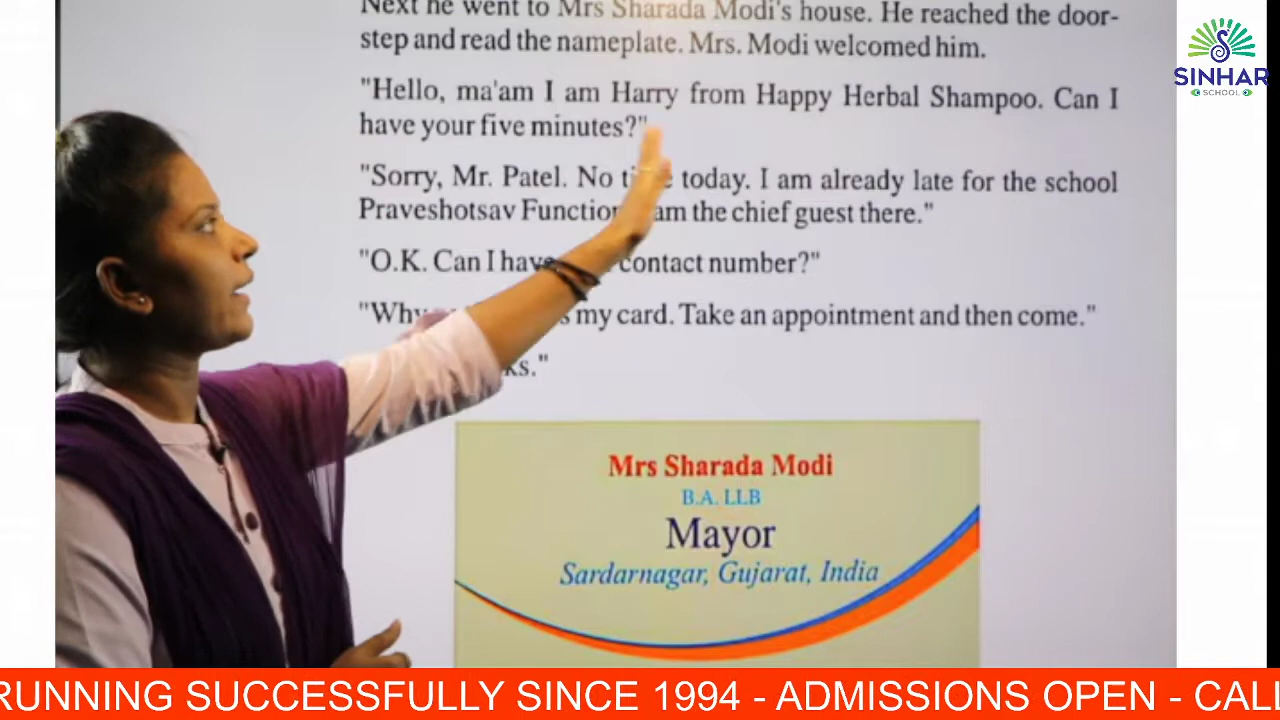 Next he went to Mrs Sharada Modi's house. He reached the door-
step and read the nameplate. Mrs. Modi welcomed him.
"Hello, ma'am I am Harry from Happy Herbal Shampoo. Can I
have your five minutes?"
"Sorry, Mr. Patel. No today. I am already late for the school
Praveshotsav am the chief guest there."
"O.K. Can I contact number?"
my card. Take an appointment and then come."
Mrs Sharada Modi
B.A. LLB
Mayor
Sardarnagar, Gujarat, India
SINHAR
SCHOOL
RUNNING SUCCESSFULLY SINCE 1994 - ADMISSIONS OPEN - CALL